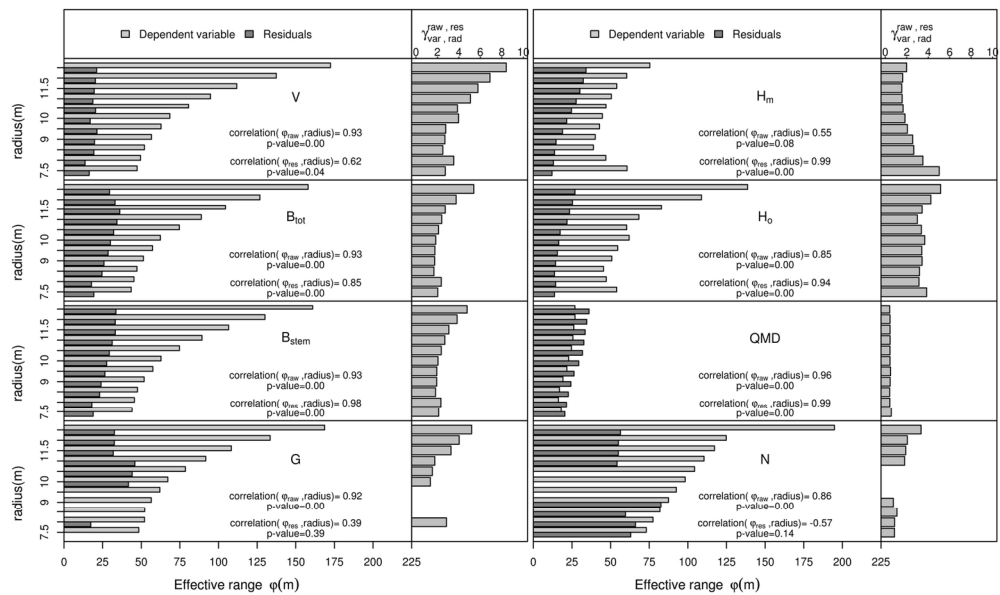 Dependent variable Residuals
γ raw , res var , rad
0 2 4 6 8 10
Dependent variable Residuals
γ raw , res var , rad
0 2 4 6 8 10
radius(m)
7.5 9 10 11.5
V
correlation( φraw ,radius)= 0.93
p-value=0.00
correlation( φres ,radius)= 0.62
p-value=0.04
Hm
correlation( φraw ,radius)= 0.55
p-value=0.08
correlation( φres ,radius)= 0.99
p-value=0.00
radius(m)
7.5 9 10 11.5
Btot
correlation( φraw ,radius)= 0.93
p-value=0.00
correlation( φres ,radius)= 0.85
p-value=0.00
Ho
correlation( φraw ,radius)= 0.85
p-value=0.00
correlation( φres ,radius)= 0.94
p-value=0.00
radius(m)
7.5 9 10 11.5
Bstem
correlation( φraw ,radius)= 0.93
p-value=0.00
correlation( φres ,radius)= 0.98
p-value=0.00
QMD
correlation( φraw ,radius)= 0.96
p-value=0.00
correlation( φres ,radius)= 0.99
p-value=0.00
radius(m)
7.5 9 10 11.5
G
correlation( φraw ,radius)= 0.92
p-value=0.00
correlation( φres ,radius)= 0.39
p-value=0.39
N
correlation( φraw ,radius)= 0.86
p-value=0.00
correlation( φres ,radius)= -0.57
p-value=0.14
0 25 50 75 100 125 150 175 200 225
0 25 50 75 100 125 150 175 200 225
Effective range φ(m)
Effective range φ(m)